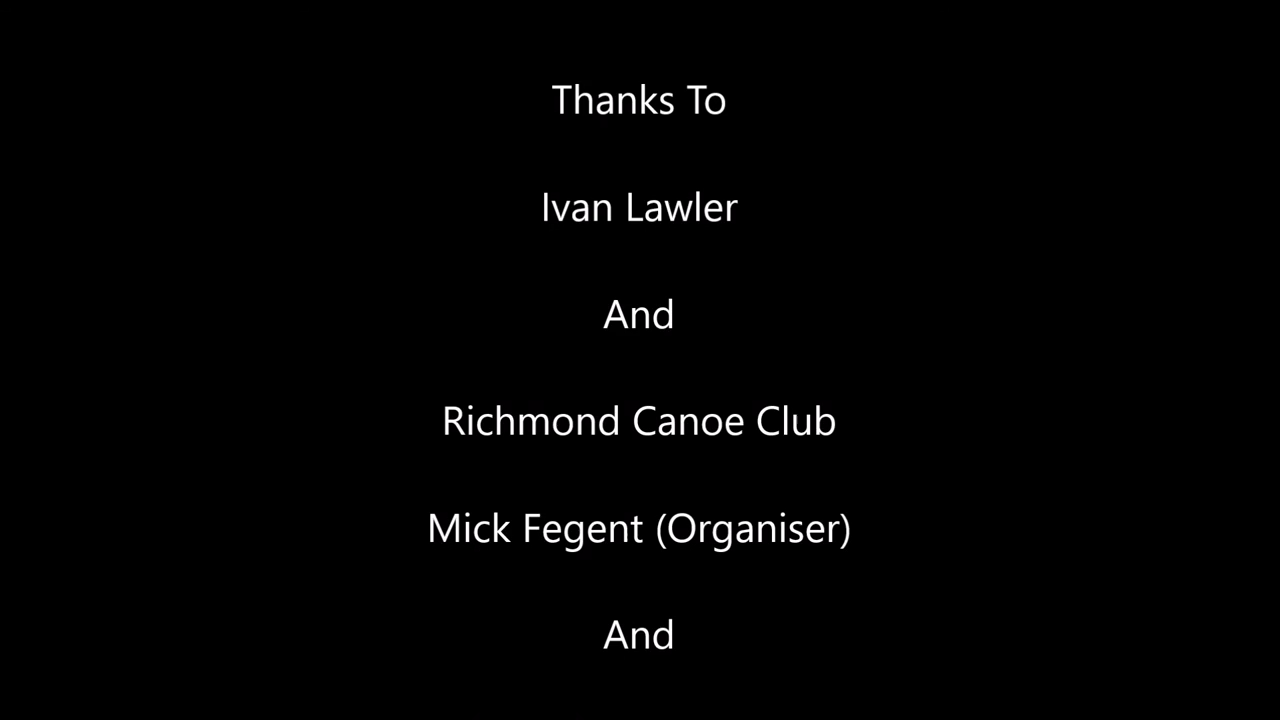 Thanks To
Ivan Lawler
And
Richmond Canoe Club
Mick Fegent (Organiser)
And